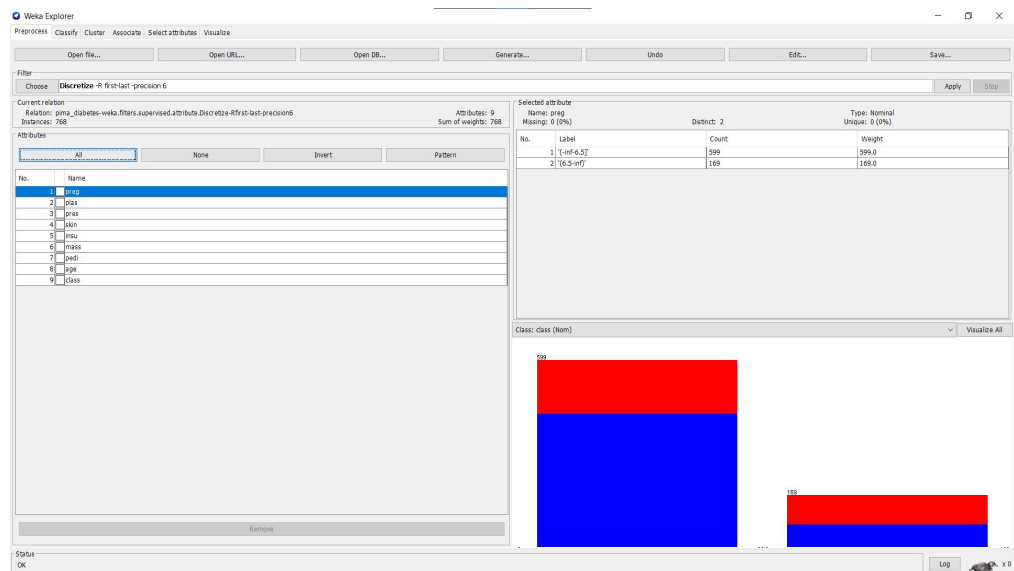 Weka Explorer
Preprocess Classify Cluster Associate Select attributes Visualize
Open file... Open URL... Open DB... Generate... Undo Edit... Save...
Filter
Choose Discretize -R first-last -precision 6 Apply Stop
Current relation
Relation: pima_diabetes-weka.filters.supervised.attribute.Discretize-Rfirst-last-precision6 Attributes: 9
Instances: 768 Sum of weights: 768
Attributes
All None Invert Pattern
No. Name
1 preg
2 plas
3 pres
4 skin
5 insu
6 mass
7 pedi
8 age
9 class
Remove
Selected attribute
Name: preg Type: Nominal
Missing: 0 (0%) Distinct: 2 Unique: 0 (0%)
No. Label Count Weight
1 '(-inf-6.5]' 599 599.0
2 '(6.5-inf)' 169 169.0
Class: class (Nom) Visualize All
599
169
Status
OK Log x 0